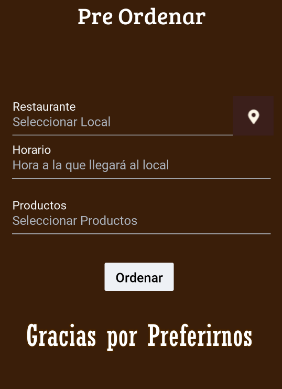 Pre Ordenar
Restaurante
Seleccionar Local
Horario
Hora a la que llegará al local
Productos
Seleccionar Productos
Ordenar
Gracias por Preferirnos